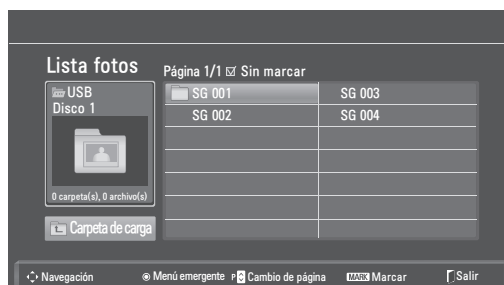 Lista fotos
Página 1/1 ☑ Sin marcar
USB
Disco 1
0 carpeta(s), 0 archivo(s)
Carpeta de carga
SG 001
SG 002
SG 003
SG 004
Navegación
Menú emergente
P Cambio de página
MARK Marcar
Salir